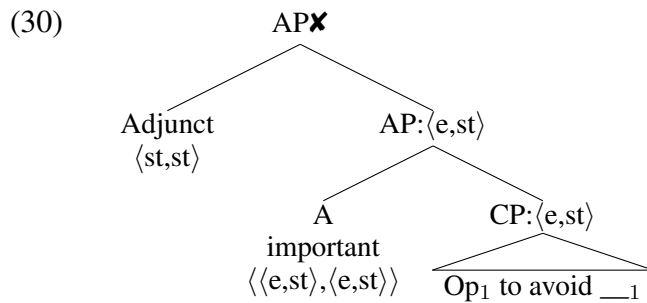 (30) AP✘
Adjunct AP:⟨e,st⟩
⟨st,st⟩
A CP:⟨e,st⟩
important
⟨⟨e,st⟩,⟨e,st⟩⟩ Op₁ to avoid __₁